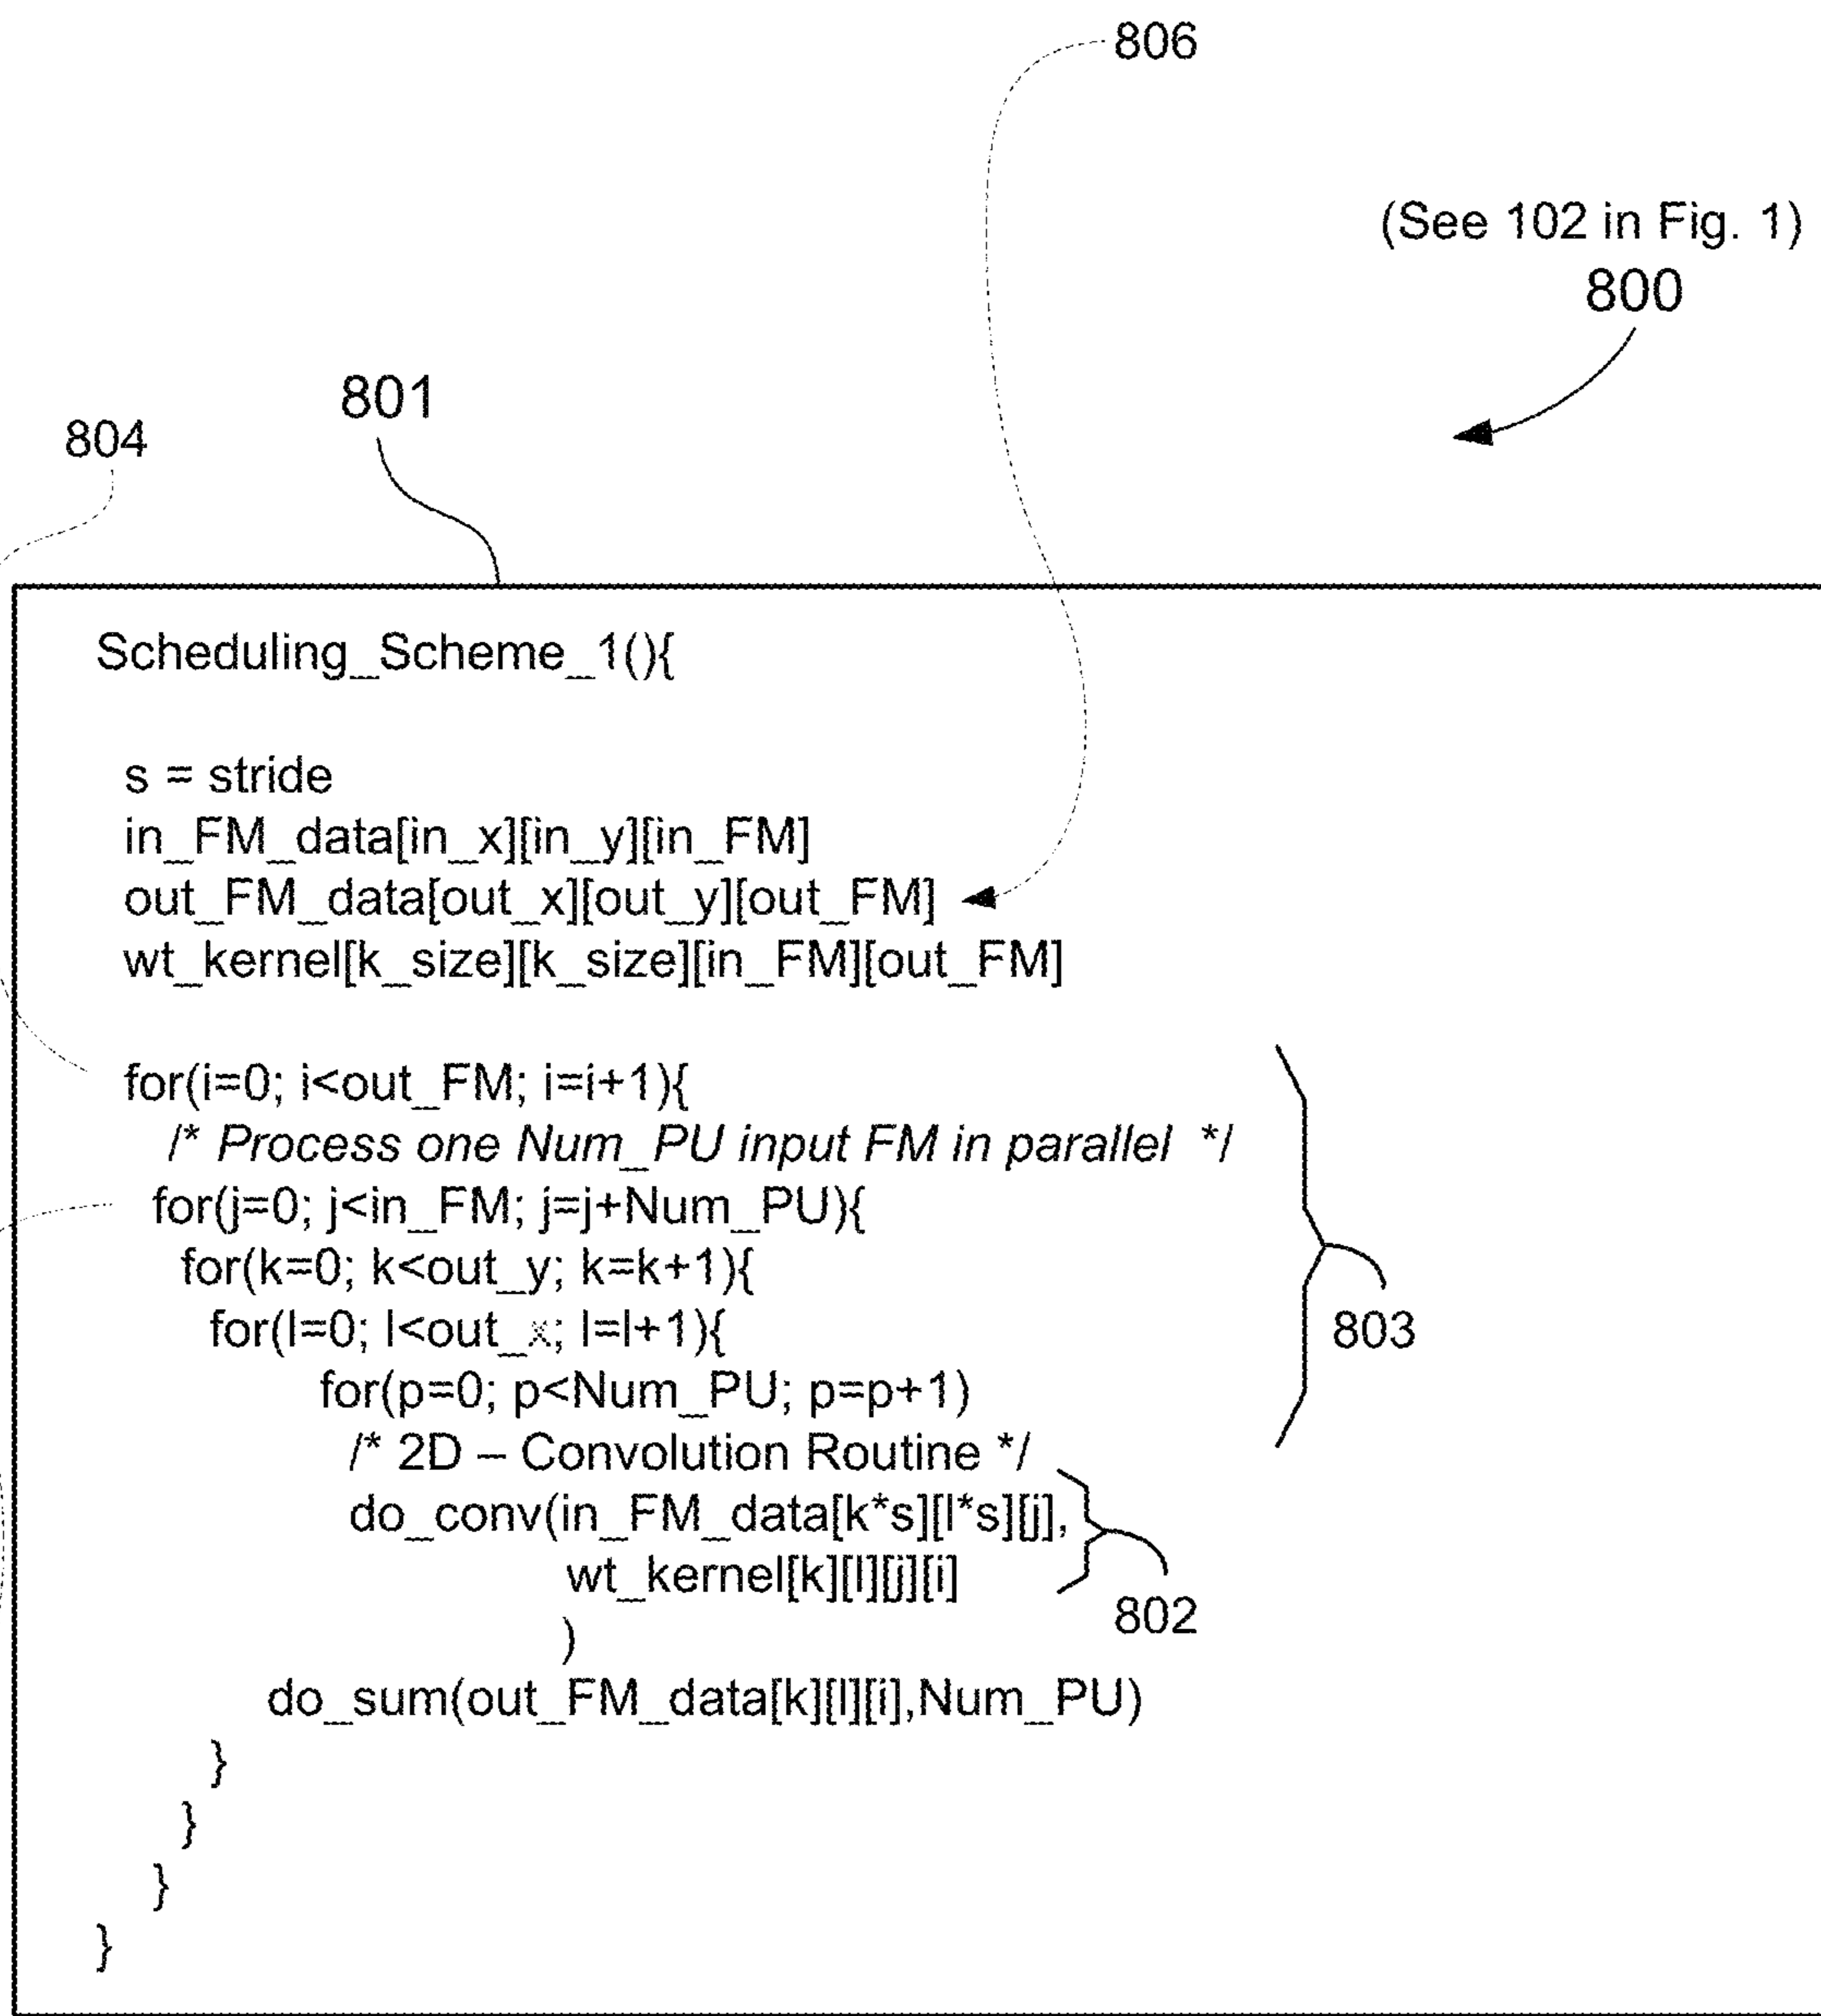 806
(See 102 in Fig. 1)
800
801
804
Scheduling_Scheme_1(){
s = stride
in_FM_data[in_x][in_y][in_FM]
out_FM_data[out_x][out_y][out_FM]
wt_kernel[k_size][k_size][in_FM][out_FM]
for(i=0; i<out_FM; i=i+1){
/* Process one Num_PU input FM in parallel */
for(j=0; j<in_FM; j=j+Num_PU){
for(k=0; k<out_y; k=k+1){
for(l=0; l<out_x; l=l+1){
803
for(p=0; p<Num_PU; p=p+1)
/* 2D – Convolution Routine */
do_conv(in_FM_data[k*s][l*s][j],
wt_kernel[k][l][j][i]
802
)
do_sum(out_FM_data[k][l][i],Num_PU)
}
}
}
}